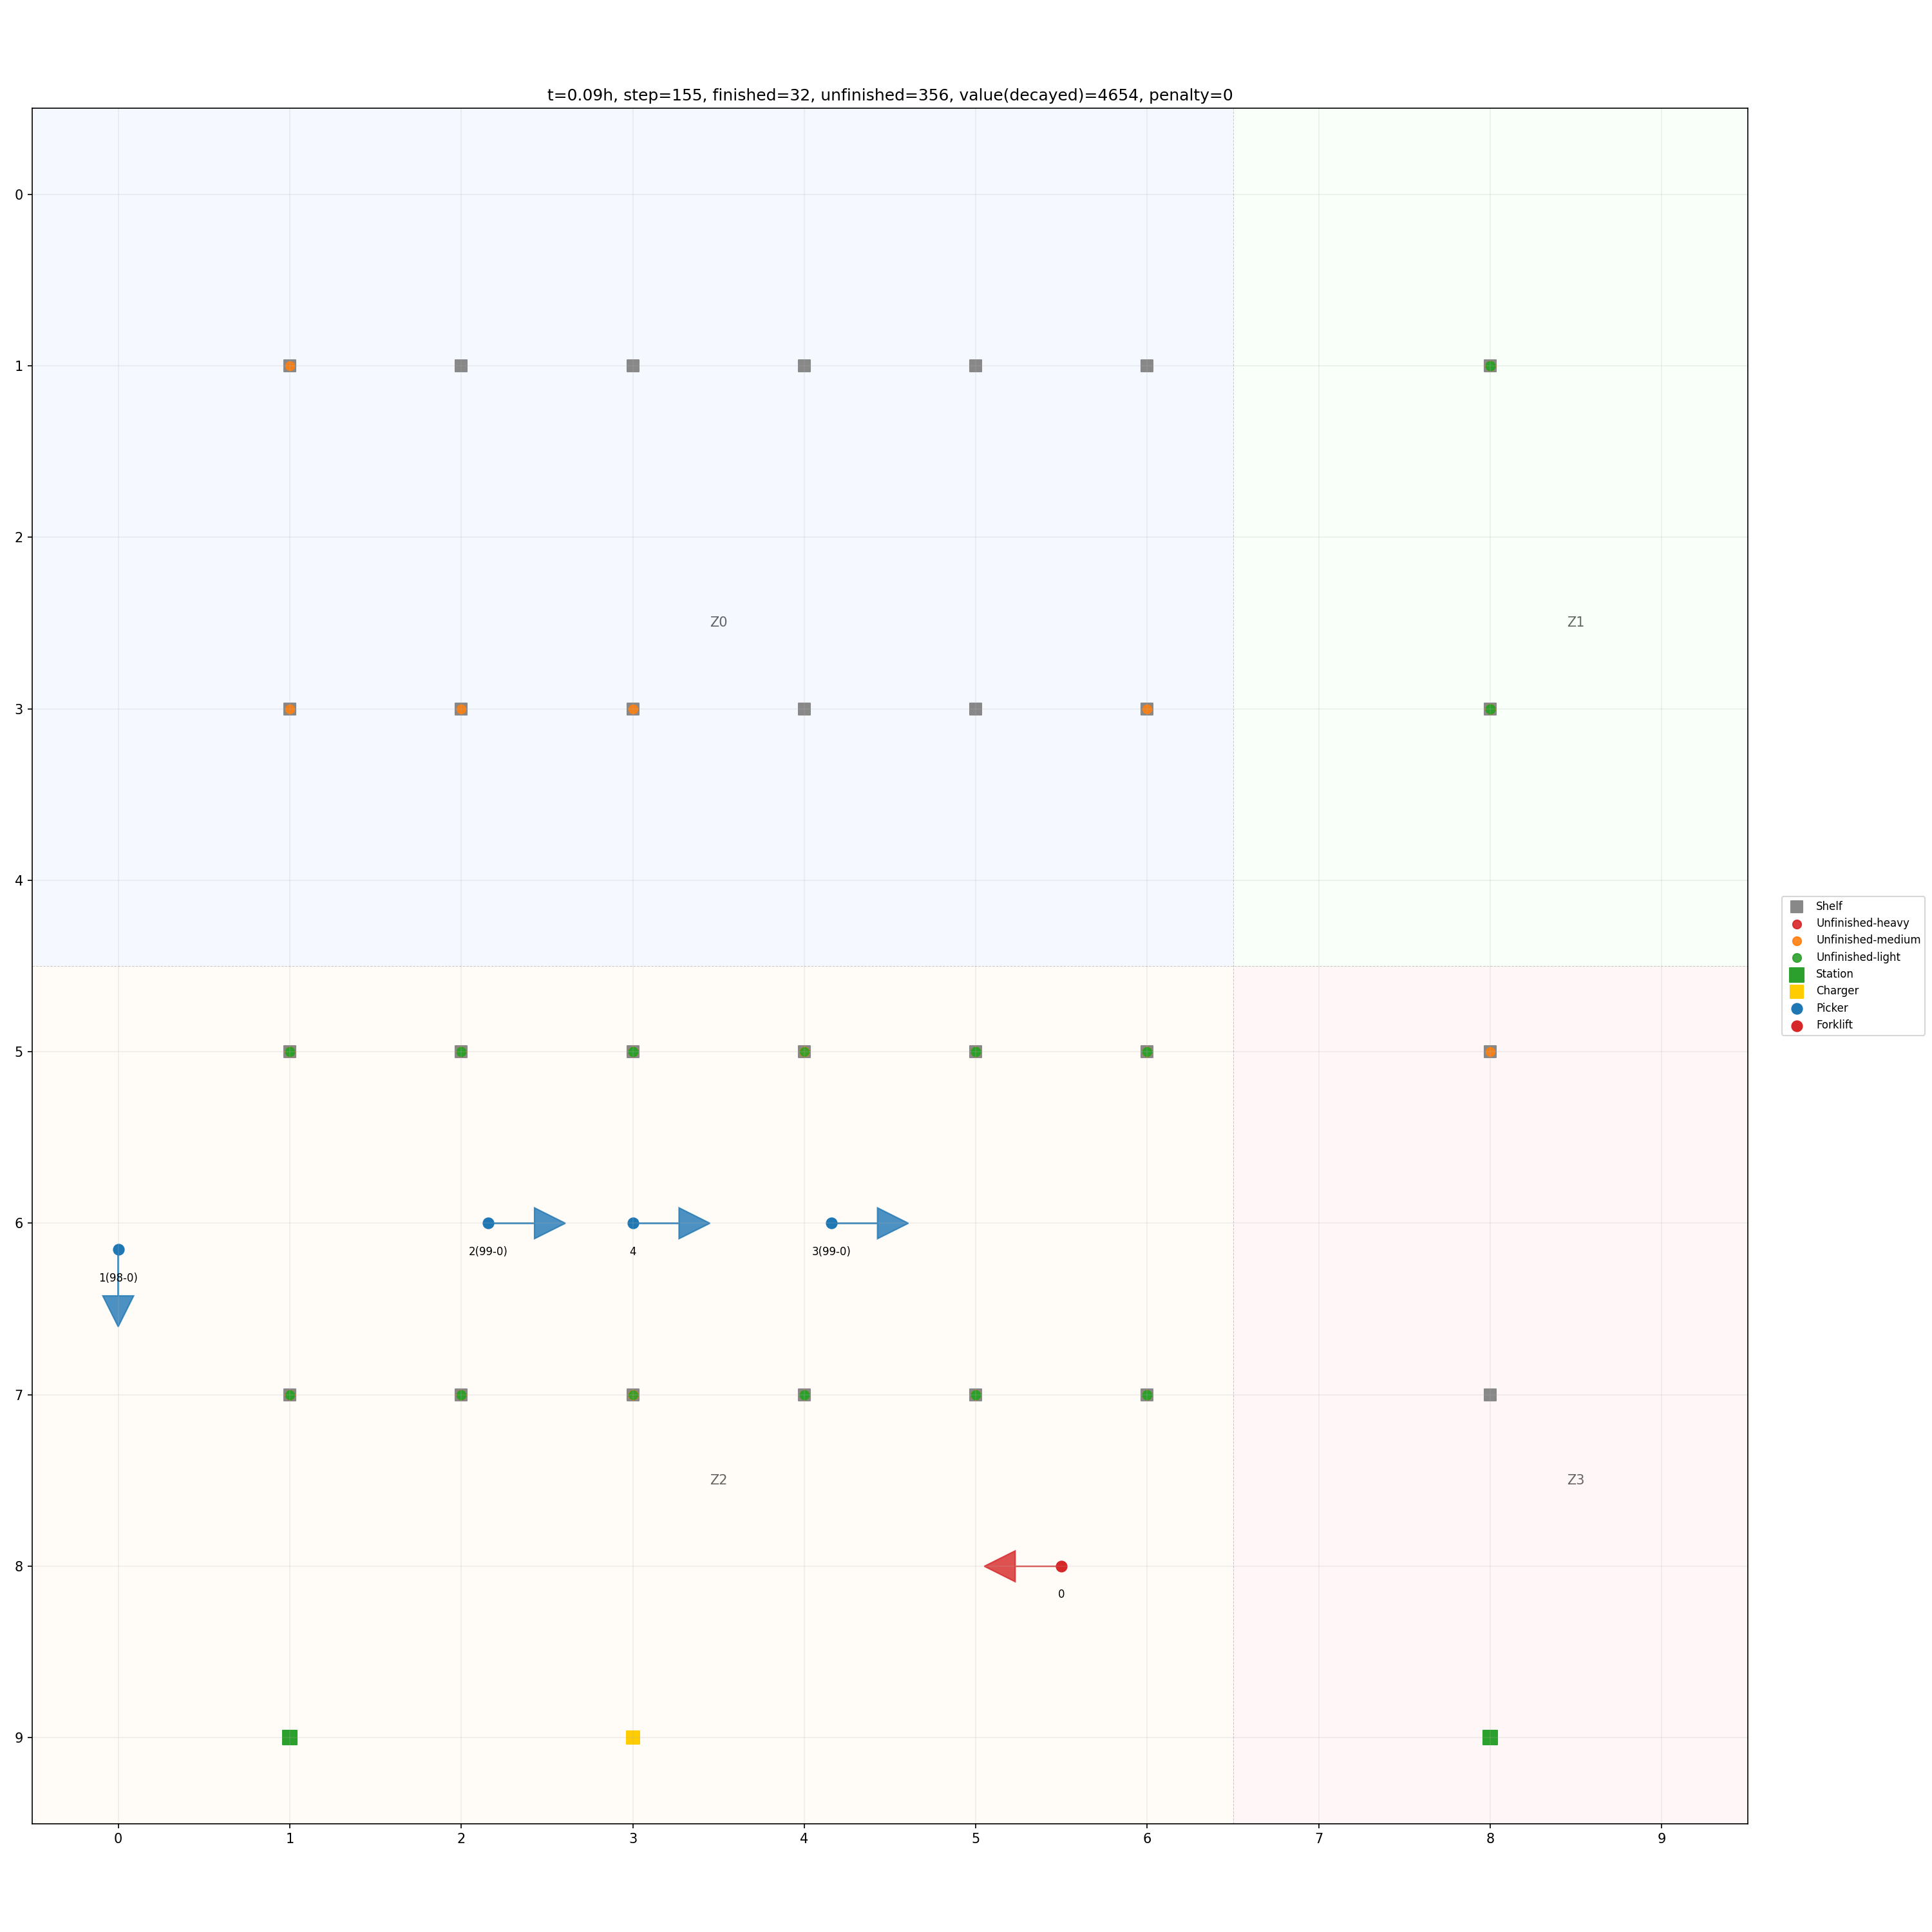 t=0.09h, step=155, finished=32, unfinished=356, value(decayed)=4654, penalty=0
0
1
2
Z0
Z1
3
4
Shelf
Unfinished-heavy
Unfinished-medium
Unfinished-light
Station
Charger
Picker
Forklift
5
6
2(99-0)
4
3(99-0)
1(98-0)
7
Z2
Z3
8
0
9
0
1
2
3
4
5
6
7
8
9